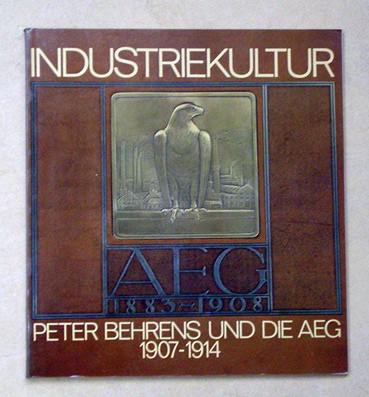 INDUSTRIEKULTUR
AEG
1883–1908
PETER BEHRENS UND DIE AEG
1907-1914